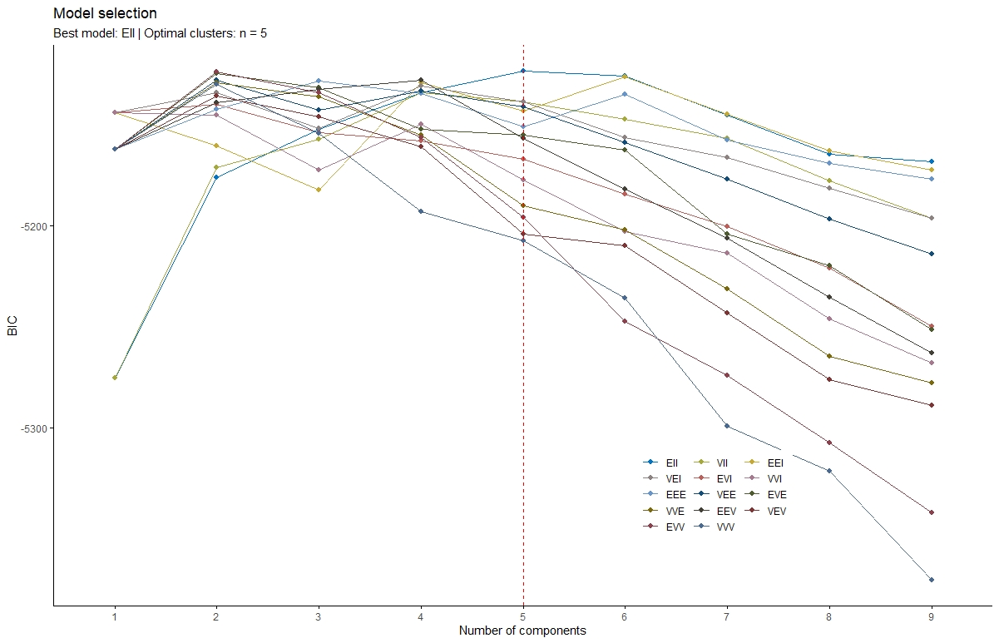 Model selection
Best model: EII | Optimal clusters: n = 5
BIC
-5200
-5300
EII VII EEI
VEI EVI VVI
EEE VEE EVE
VVE EEV VEV
EVV VVV
1 2 3 4 5 6 7 8 9
Number of components